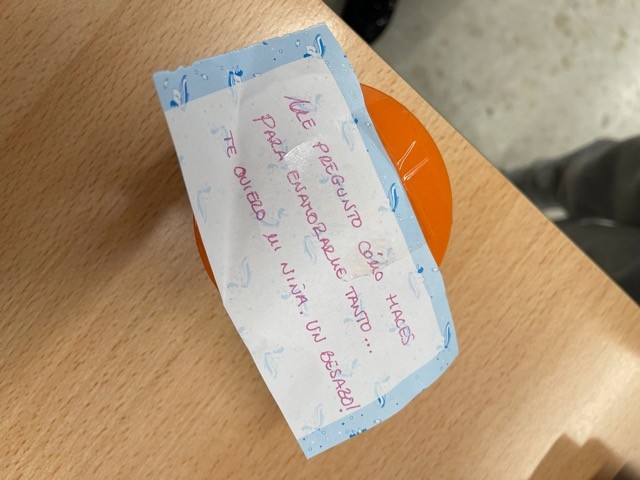 ME PREGUNTO CÓMO HACES
PARA ENAMORARME TANTO...
TE QUIERO MI NIÑA. UN BESAZO!